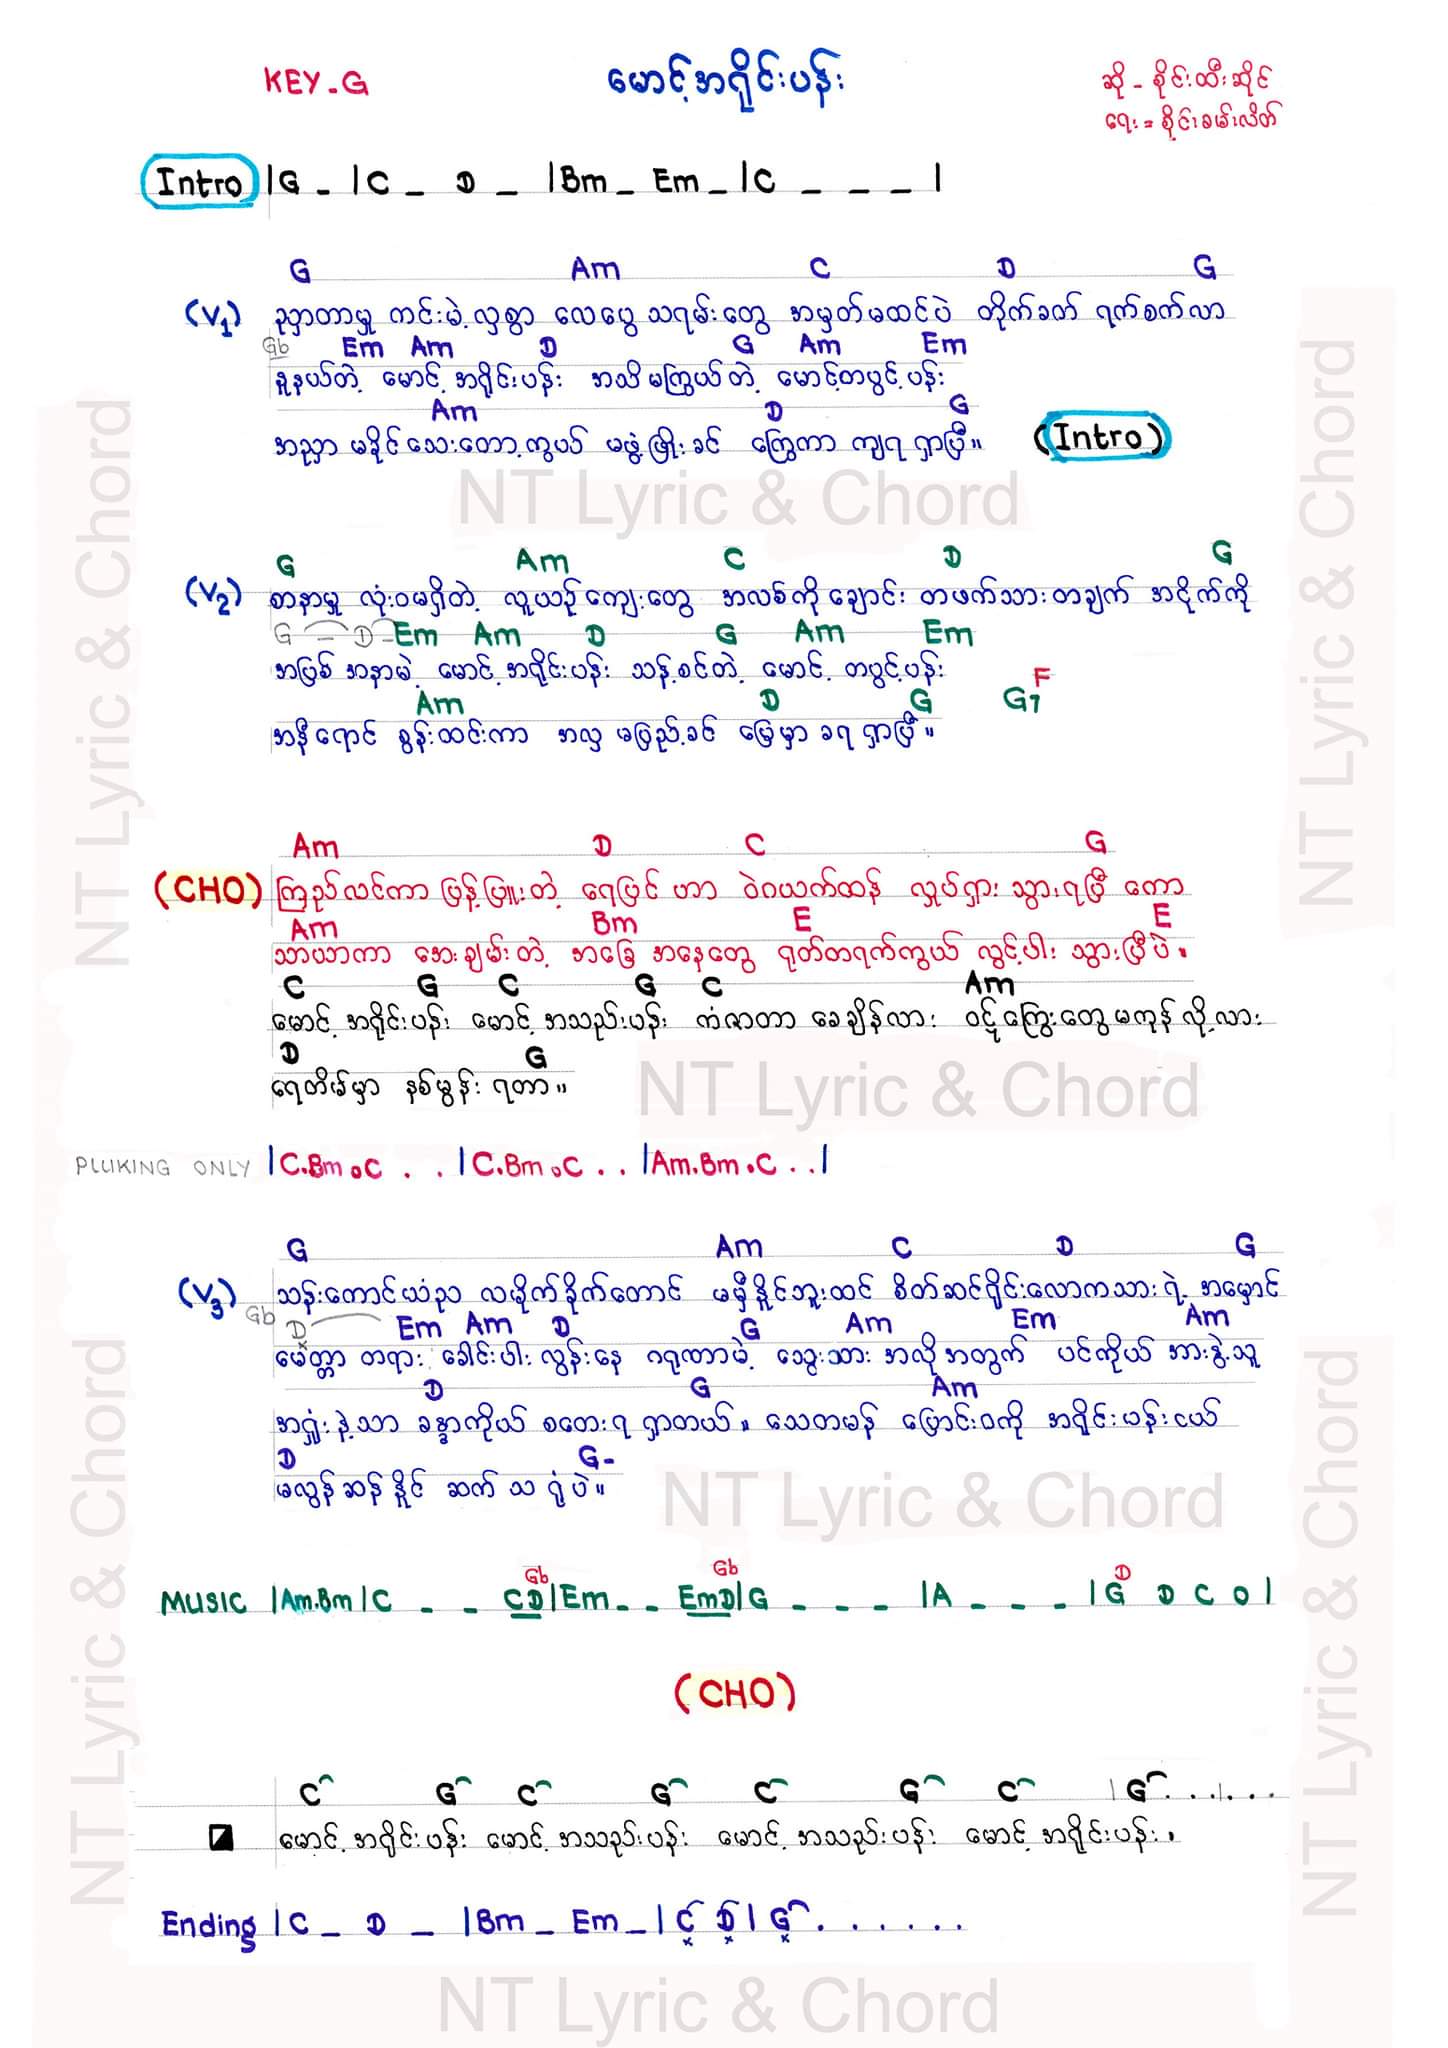 KEY-G
မောင့်အရိုင်းပန်း
ဆို - စိုင်းထီးဆိုင်
ရေး = စိုင်းခမ်းလိတ်
Intro |G - |C - D - |Bm - Em - |C - - - |
G Am C D G
(V1) ညှာတာမှု ကင်းမဲ့ လှစွာ လေပွေ သရမ်းတွေ အမှတ်မထင်ပဲ တိုက်ခတ် ရက်စက်လာ
Gb Em Am D G Am Em
နူနယ်တဲ့ မောင့် အရိုင်းပန်း အသိမကြွယ်တဲ့ မောင့်တပွင့်ပန်း
Am D G
အညှာ မခိုင်သေးတော့ကွယ် မဖွံ့ဖြိုးခင် ကြွေကာ ကျရ ရှာပြီ။ (Intro)
G Am C D G
(V2) စာနာမှု လုံးဝမရှိတဲ့ လူယဉ်ကျေးတွေ အလစ်ကိုချောင်း တဖက်သားတချက် အငိုက်ကို
G - D - Em Am D G Am Em
အဖြစ် အနာမဲ့ မောင့် အရိုင်းပန်း သန့်စင်တဲ့ မောင့် တပွင့်ပန်း
Am D G G7 F
အနီရောင် စွန်းထင်းကာ အလှ မပြည့်ခင် မြေမှာ ခရ ရှာပြီ။
Am D C G
(CHO) ကြည်လင်ကာ ဖြန့်ဖြူးတဲ့ ရေပြင် ဟာ ဝဲဂယက်ထန် လှုပ်ရှား သွားရပြီ ကော
Am Bm E E
သာယာကာ အေးချမ်းတဲ့ အခြေ အနေတွေ ရုတ်တရက်ကွယ် လွင့်ပါး သွားပြီပဲ။
C G C G C Am
မောင့် အရိုင်းပန်း မောင့် အသည်းပန်း ကံဇာတာ ခေချိန်လား ဝဋ်ကြွေးတွေမကုန်လို့လား
D G
ရေတိမ်မှာ နစ်မွန်း ရတာ။
PLUKING ONLY |C.Bm.C . . |C.Bm.C . . |Am.Bm.C . . |
G Am C D G
(V3) သန်းကောင်ယံည လမိုက်ခိုက်တောင် မမှီနိူင်ဘူးထင် စိတ်ဆင်ရိုင်းလောကသားရဲ့ အမှောင်
Gb D Em Am D G Am Em Am
မေတ္တာ တရား ခေါင်းပါး လွန်းနေ ဂရုဏာမဲ့ သွေးသား အလိုအတွက် ပင်ကိုယ် အားနွဲ့သူ
D G Am
အရှုံးနဲ့သာ ခန္ဓာကိုယ် စတေးရ ရှာတယ်။ သေတမန် ပြောင်းဝကို အရိုင်းပန်းငယ်
D G-
မလွန်ဆန်နိူင် ဆက်သရုံပဲ။
MUSIC |Am.Bm|C - - C D Gb|Em - - Em D Gb|G - - - |A - - - |G D D C O|
(CHO)
C G C G C G C |G . . . . . .
မောင့် အရိုင်းပန်း မောင့် အသည်းပန်း မောင့် အသည်းပန်း မောင့် အရိုင်းပန်း။
Ending |C - D - |Bm - Em - |C D|G . . . . . .
NT Lyric & Chord
NT Lyric & Chord
NT Lyric & Chord
NT Lyric & Chord
NT Lyric & Chord
NT Lyric & Chord
NT Lyric & Chord
NT Lyric & Chord